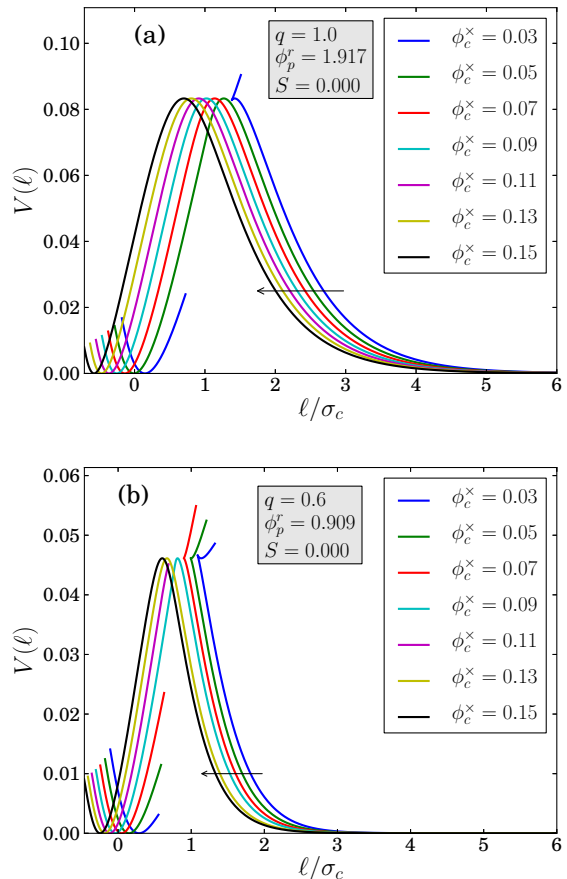 (a)
q = 1.0
ϕ_p^r = 1.917
S = 0.000
ϕ_c^× = 0.03
ϕ_c^× = 0.05
ϕ_c^× = 0.07
ϕ_c^× = 0.09
ϕ_c^× = 0.11
ϕ_c^× = 0.13
ϕ_c^× = 0.15
V(ℓ)
0.10
0.08
0.06
0.04
0.02
0.00
0 1 2 3 4 5 6
ℓ/σ_c
(b)
q = 0.6
ϕ_p^r = 0.909
S = 0.000
ϕ_c^× = 0.03
ϕ_c^× = 0.05
ϕ_c^× = 0.07
ϕ_c^× = 0.09
ϕ_c^× = 0.11
ϕ_c^× = 0.13
ϕ_c^× = 0.15
V(ℓ)
0.06
0.05
0.04
0.03
0.02
0.01
0.00
0 1 2 3 4 5 6
ℓ/σ_c